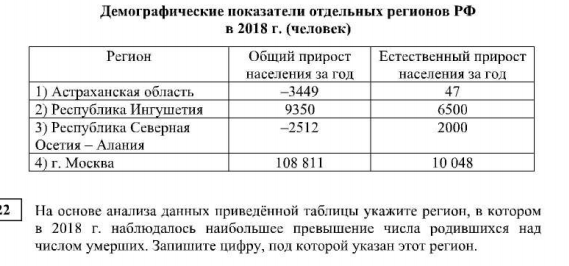 Демографические показатели отдельных регионов РФ
в 2018 г. (человек)
Регион
Общий прирост
населения за год
Естественный прирост
населения за год
1) Астраханская область –3449 47
2) Республика Ингушетия 9350 6500
3) Республика Северная
Осетия – Алания –2512 2000
4) г. Москва 108 811 10 048
22 На основе анализа данных приведённой таблицы укажите регион, в котором
в 2018 г. наблюдалось наибольшее превышение числа родившихся над
числом умерших. Запишите цифру, под которой указан этот регион.